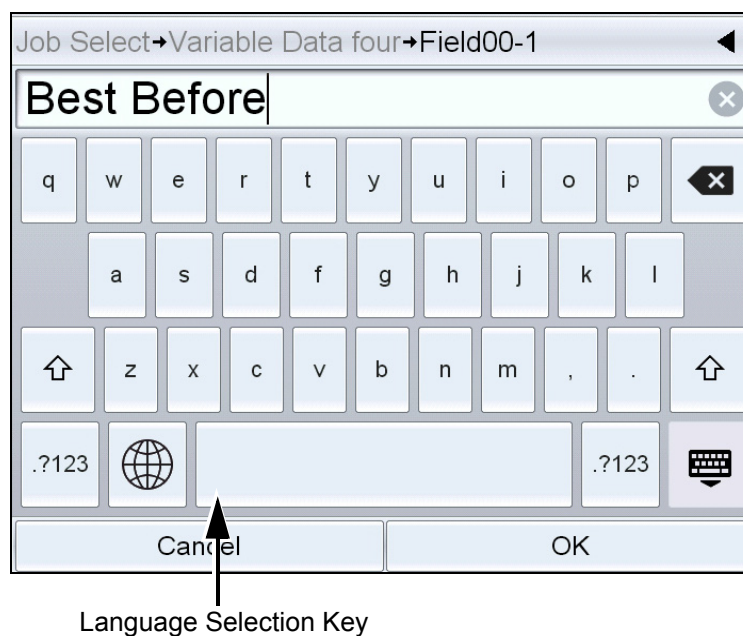 Job Select→Variable Data four→Field00-1
Best Before
q w e r t y u i o p
a s d f g h j k l
z x c v b n m , .
.?123 .?123
Cancel OK
Language Selection Key